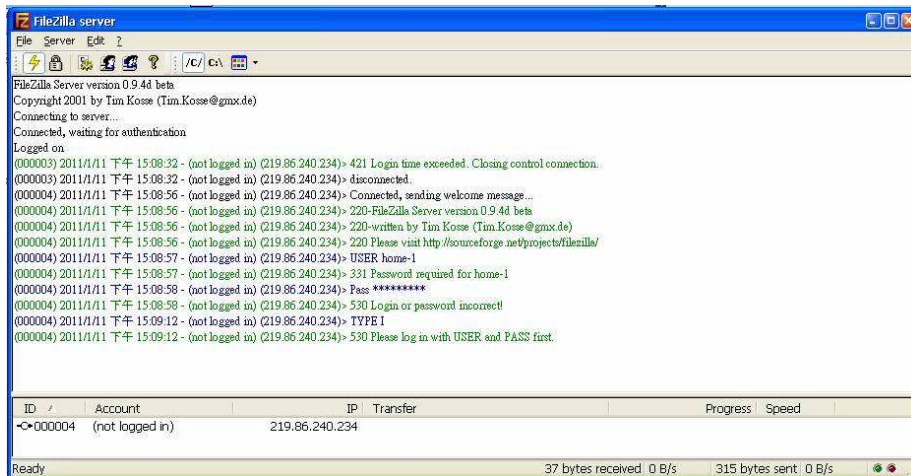 FileZilla server
File Server Edit ?
/C/ C:\
FileZilla Server version 0.9.4d beta
Copyright 2001 by Tim Kosse (Tim.Kosse@gmx.de)
Connecting to server...
Connected, waiting for authentication
Logged on
(000003) 2011/1/11 下午 15:08:32 - (not logged in) (219.86.240.234)> 421 Login time exceeded. Closing control connection.
(000003) 2011/1/11 下午 15:08:32 - (not logged in) (219.86.240.234)> disconnected.
(000004) 2011/1/11 下午 15:08:56 - (not logged in) (219.86.240.234)> Connected, sending welcome message...
(000004) 2011/1/11 下午 15:08:56 - (not logged in) (219.86.240.234)> 220-FileZilla Server version 0.9.4d beta
(000004) 2011/1/11 下午 15:08:56 - (not logged in) (219.86.240.234)> 220-written by Tim Kosse (Tim.Kosse@gmx.de)
(000004) 2011/1/11 下午 15:08:56 - (not logged in) (219.86.240.234)> 220 Please visit http://sourceforge.net/projects/filezilla/
(000004) 2011/1/11 下午 15:08:57 - (not logged in) (219.86.240.234)> USER home-1
(000004) 2011/1/11 下午 15:08:57 - (not logged in) (219.86.240.234)> 331 Password required for home-1
(000004) 2011/1/11 下午 15:08:58 - (not logged in) (219.86.240.234)> Pass *********
(000004) 2011/1/11 下午 15:08:58 - (not logged in) (219.86.240.234)> 530 Login or password incorrect!
(000004) 2011/1/11 下午 15:09:12 - (not logged in) (219.86.240.234)> TYPE I
(000004) 2011/1/11 下午 15:09:12 - (not logged in) (219.86.240.234)> 530 Please log in with USER and PASS first.
ID / Account IP Transfer Progress Speed
000004 (not logged in) 219.86.240.234
Ready 37 bytes received 0 B/s 315 bytes sent 0 B/s